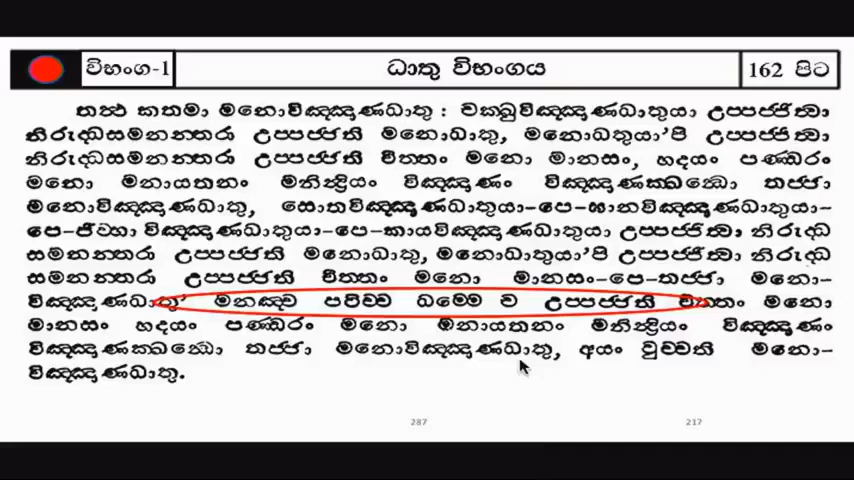 විභංග-1
ධාතු විභංගය
162 පිට
තත්‍ථ කතමා මනොවිඤ්ඤාණධාතු : චක්ඛුවිඤ්ඤාණධාතුයා උප්පජ්ජිත්‍වා
නිරුද්ධසමනන්තරා උප්පජ්ජති මනොධාතු, මනොධාතුයා'පි උප්පජ්ජිත්‍වා
නිරුද්ධසමනන්තරා උප්පජ්ජති චිත්තං මනො මානසං, හදයං පණ්ඩරං
මනො මනායතනං මනින්‍ද්‍රියං විඤ්ඤාණං විඤ්ඤාණක්ඛන්‍ධො තජ්ජා
මනොවිඤ්ඤාණධාතු, සොතවිඤ්ඤාණධාතුයා-පෙ-ඝානවිඤ්ඤාණධාතුයා-
පෙ-ජිව්හා විඤ්ඤාණධාතුයා-පෙ-කායවිඤ්ඤාණධාතුයා උප්පජ්ජිත්‍වා නිරුද්ධ
සමනන්තරා උප්පජ්ජති මනොධාතු, මනොධාතුයා'පි උප්පජ්ජිත්‍වා නිරුද්ධ
සමනන්තරා උප්පජ්ජති චිත්තං මනො මානසං-පෙ-තජ්ජා මනො-
විඤ්ඤාණධාතු' මනඤ්ච පටිච්ච ධම්මෙ ච උප්පජ්ජති චිත්තං මනො
මානසං හදයං පණ්ඩරං මනො මනායතනං මනින්‍ද්‍රියං විඤ්ඤාණං
විඤ්ඤාණක්ඛන්‍ධො තජ්ජා මනොවිඤ්ඤාණධාතු, අයං වුච්චති මනො-
විඤ්ඤාණධාතු.
287
217